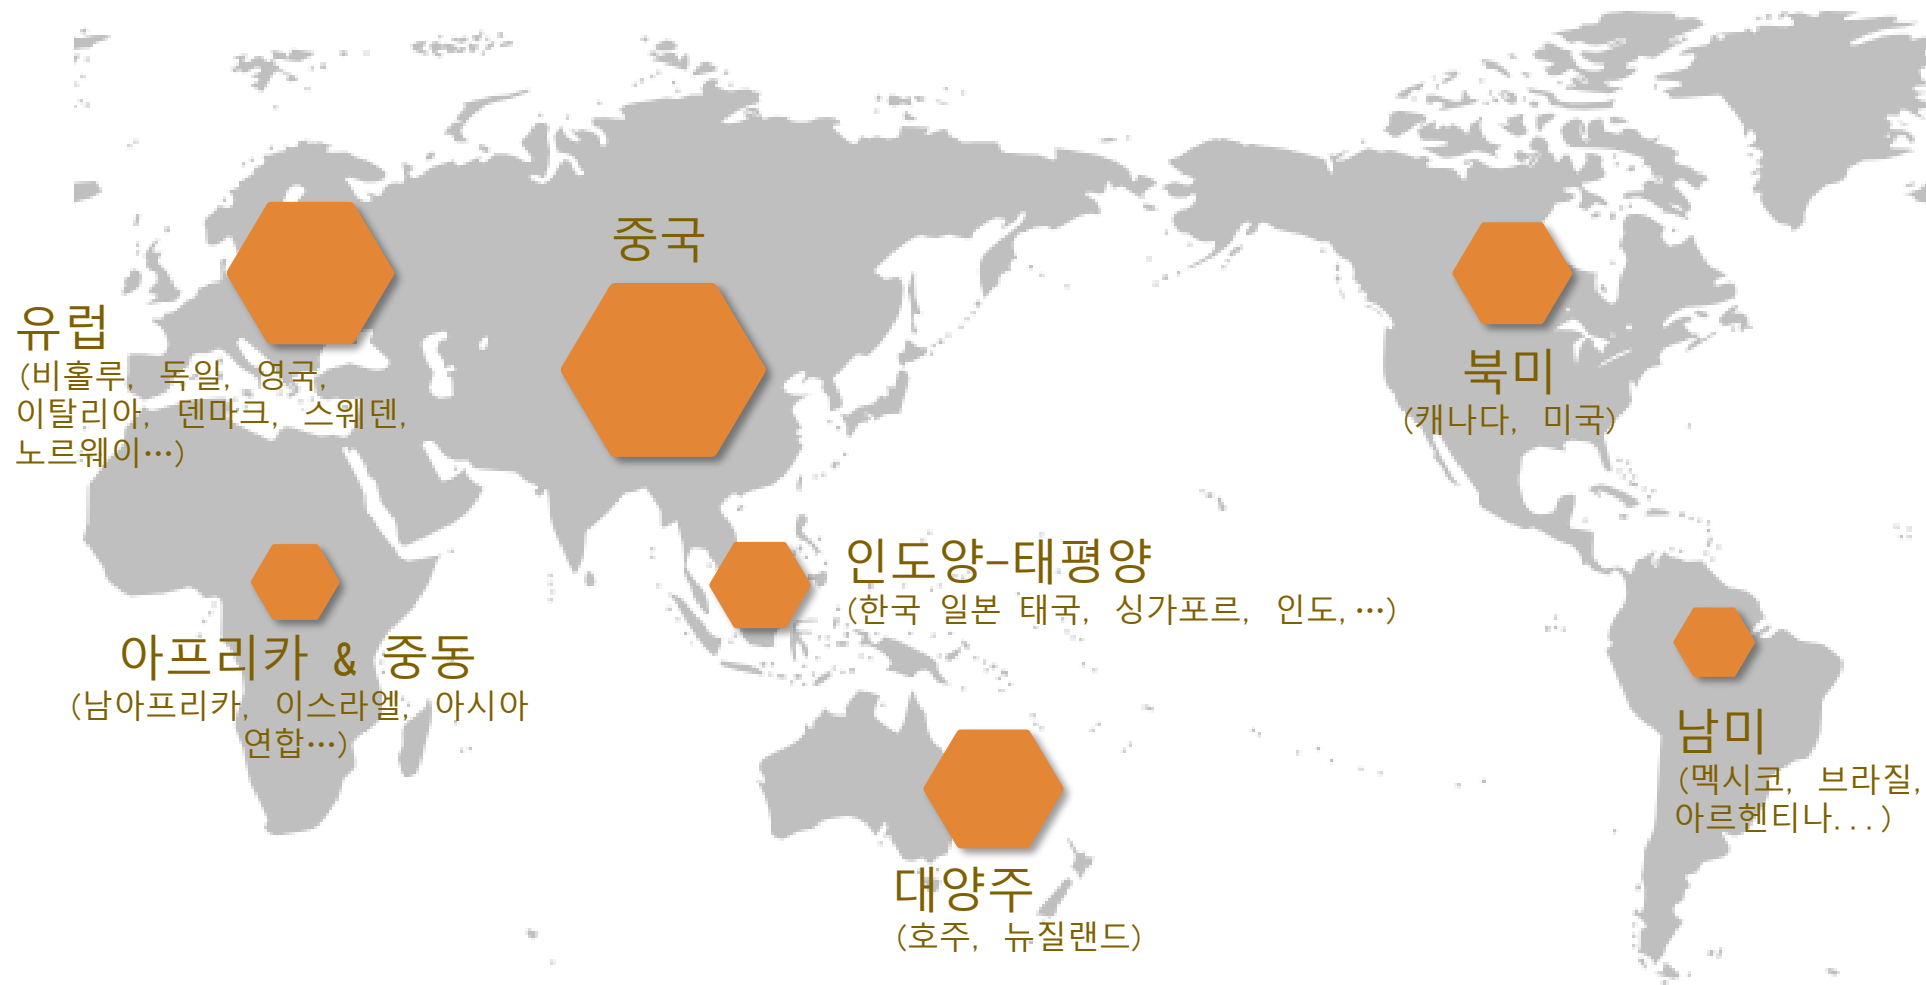 중국
유럽
(비홀루, 독일, 영국,
이탈리아, 덴마크, 스웨덴,
노르웨이…)
북미
(캐나다, 미국)
인도양-태평양
(한국 일본 태국, 싱가포르, 인도,…)
아프리카 & 중동
(남아프리카, 이스라엘, 아시아
연합…)
남미
(멕시코, 브라질,
아르헨티나...)
대양주
(호주, 뉴질랜드)